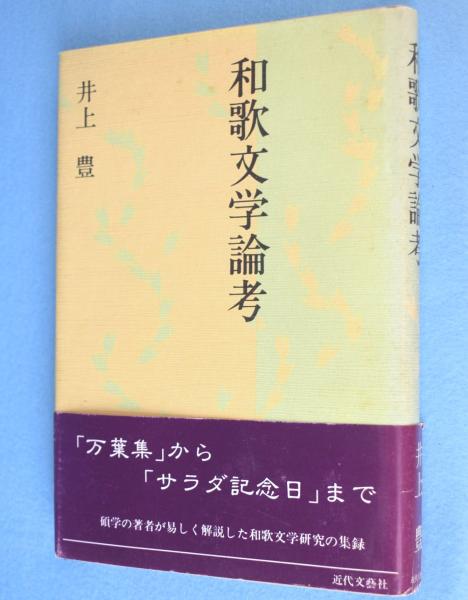 和歌文学論考
井上 豊
「万葉集」から
「サラダ記念日」まで
碩学の著者が易しく解説した和歌文学研究の集録
近代文藝社
和歌文学論考
井上 豊